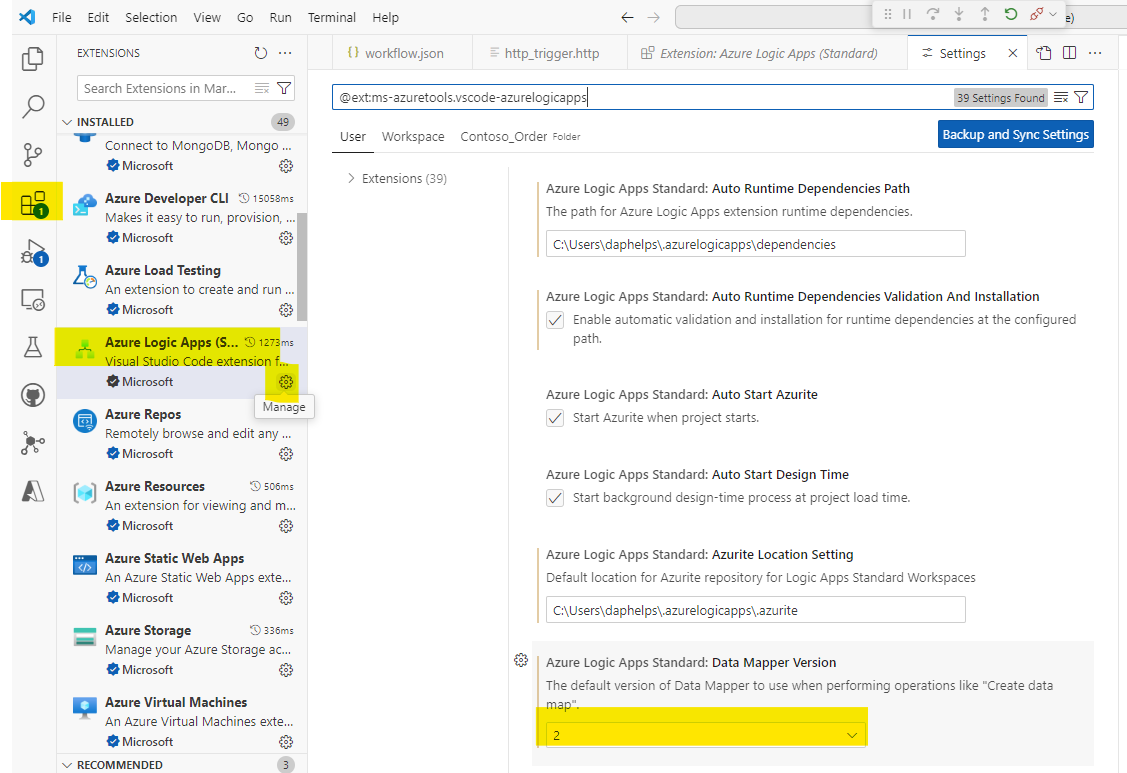 File Edit Selection View Go Run Terminal Help
e)
EXTENSIONS
Search Extensions in Mar...
INSTALLED 49
Connect to MongoDB, Mongo ...
Microsoft
Azure Developer CLI 15058ms
Makes it easy to run, provision, ...
Microsoft
Azure Load Testing
An extension to create and run ...
Microsoft
Azure Logic Apps (S... 1273ms
Visual Studio Code extension f...
Microsoft
Manage
Azure Repos
Remotely browse and edit any ...
Microsoft
Azure Resources 506ms
An extension for viewing and m...
Microsoft
Azure Static Web Apps
An Azure Static Web Apps exte...
Microsoft
Azure Storage 336ms
Manage your Azure Storage ac...
Microsoft
Azure Virtual Machines
An Azure Virtual Machines exte...
Microsoft
RECOMMENDED 3
1
1
workflow.json http_trigger.http Extension: Azure Logic Apps (Standard) Settings
@ext:ms-azuretools.vscode-azurelogicapps 39 Settings Found
User Workspace Contoso_Order Folder Backup and Sync Settings
Extensions (39)
Azure Logic Apps Standard: Auto Runtime Dependencies Path
The path for Azure Logic Apps extension runtime dependencies.
C:\Users\daphelps\.azurelogicapps\dependencies
Azure Logic Apps Standard: Auto Runtime Dependencies Validation And Installation
Enable automatic validation and installation for runtime dependencies at the configured
path.
Azure Logic Apps Standard: Auto Start Azurite
Start Azurite when project starts.
Azure Logic Apps Standard: Auto Start Design Time
Start background design-time process at project load time.
Azure Logic Apps Standard: Azurite Location Setting
Default location for Azurite repository for Logic Apps Standard Workspaces
C:\Users\daphelps\.azurelogicapps\.azurite
Azure Logic Apps Standard: Data Mapper Version
The default version of Data Mapper to use when performing operations like "Create data
map".
2